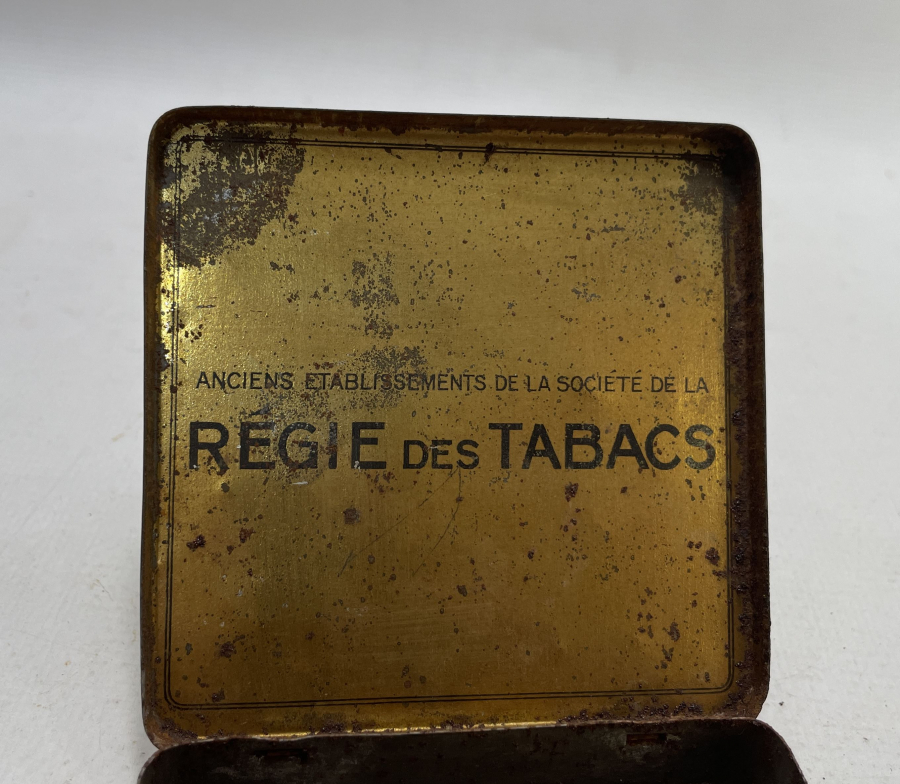 ANCIENS ETABLISSEMENTS DE LA SOCIÉTÉ DE LA
RÉGIE DES TABACS